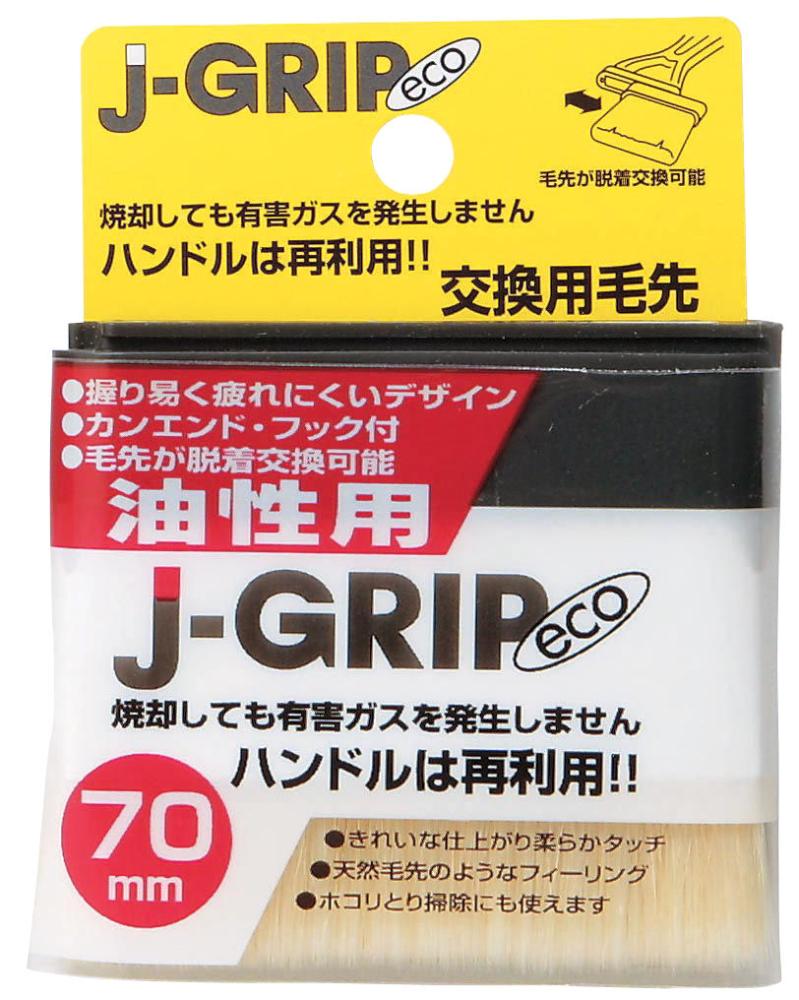 J-GRIP eco
毛先が脱着交換可能
焼却しても有害ガスを発生しません
ハンドルは再利用!!
交換用毛先
●握り易く疲れにくいデザイン
●カンエンド・フック付
●毛先が脱着交換可能
油性用
J-GRIP eco
焼却しても有害ガスを発生しません
ハンドルは再利用!!
70
mm
●きれいな仕上がり柔らかタッチ
●天然毛先のようなフィーリング
●ホコリとり掃除にも使えます